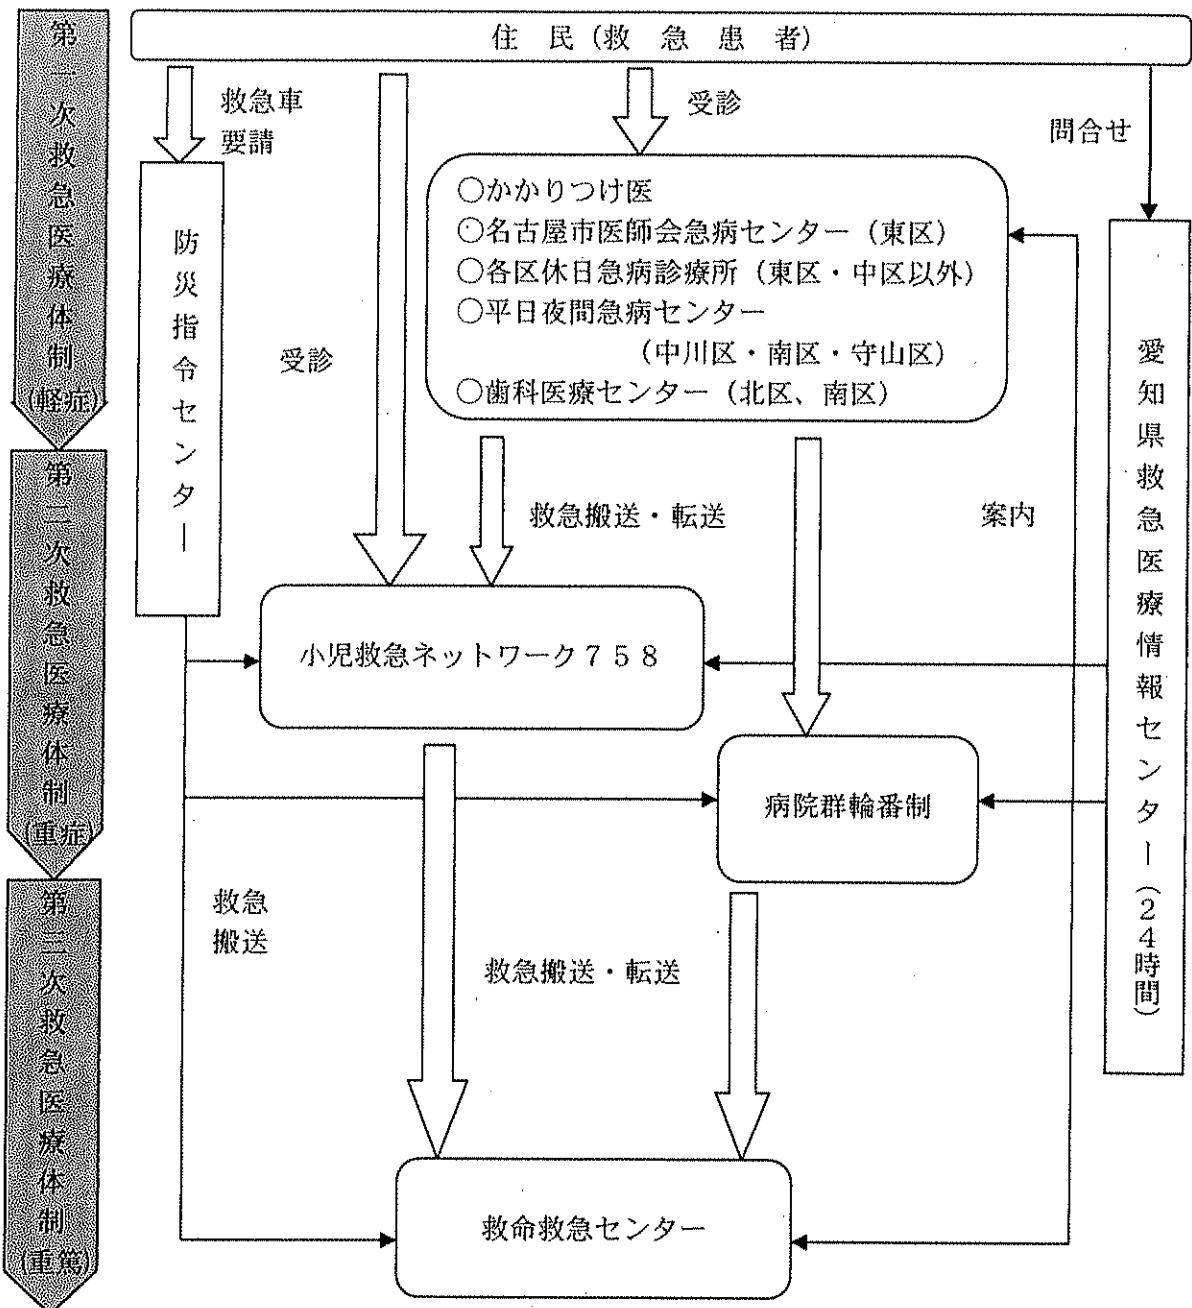 住民(救急患者)
第一次救急医療体制(軽症)
救急車
要請
受診
問合せ
防災指令センター
○かかりつけ医
○名古屋市医師会急病センター(東区)
○各区休日急病診療所(東区・中区以外)
○平日夜間急病センター
(中川区・南区・守山区)
○歯科医療センター(北区、南区)
受診
愛知県救急医療情報センター(24時間)
第二次救急医療体制(重症)
救急搬送・転送
案内
小児救急ネットワーク758
病院群輪番制
第三次救急医療体制(重篤)
救急
搬送
救急搬送・転送
救命救急センター